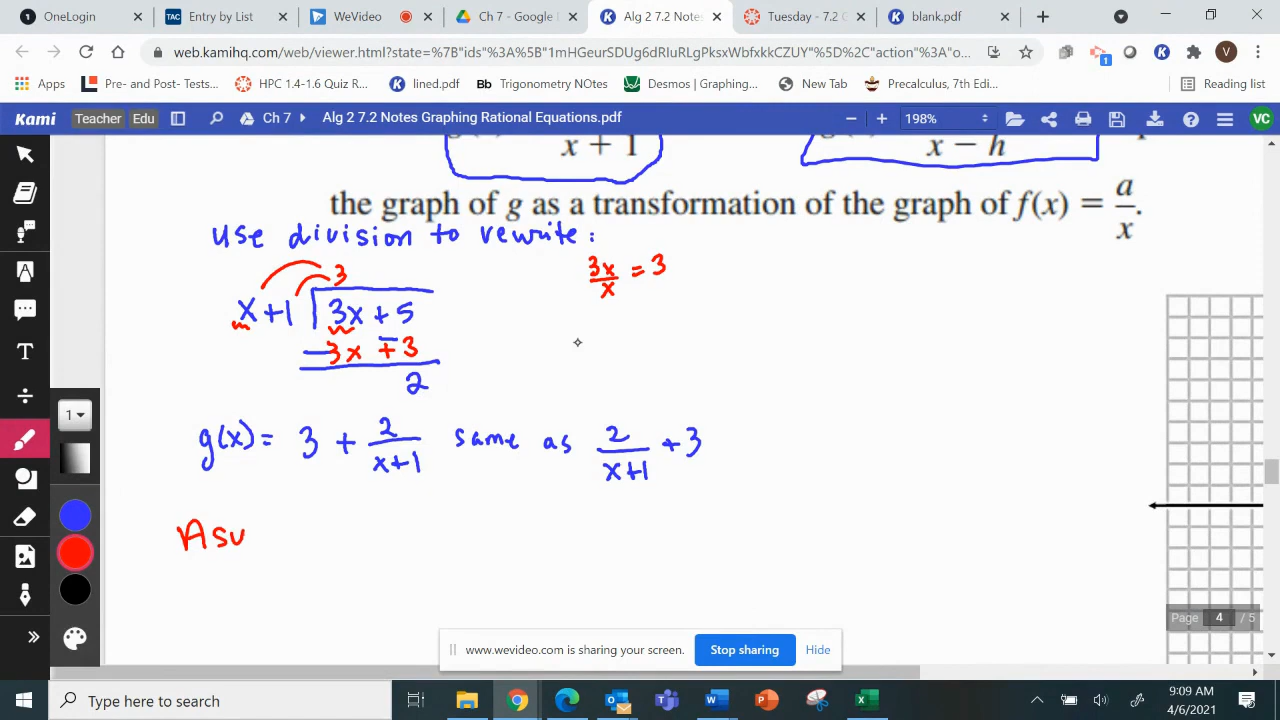 OneLogin
Entry by List
WeVideo
Ch 7 - Google
Alg 2 7.2 Notes
Tuesday - 7.2 C
blank.pdf
web.kamihq.com/web/viewer.html?state=%7B"ids"%3A%5B"1mHGeurSDUg6dRIuRLgPksxWbfxkkCZUY"%5D%2C"action"%3A"o...
Apps
Pre- and Post- Tests...
HPC 1.4-1.6 Quiz R...
lined.pdf
Bb Trigonometry NOtes
Desmos | Graphing...
New Tab
Precalculus, 7th Edi...
Reading list
Kami
Teacher
Edu
Ch 7
Alg 2 7.2 Notes Graphing Rational Equations.pdf
198%
VC
x + 1
x − h
the graph of g as a transformation of the graph of f(x) = a/x.
use division to rewrite:
3
3x/x = 3
x + 1 3x + 5
3x + 3
2
g(x) = 3 + 2/(x+1) same as 2/(x+1) + 3
Asy
Page 4 / 5
www.wevideo.com is sharing your screen.
Stop sharing
Hide
Type here to search
9:09 AM
4/6/2021